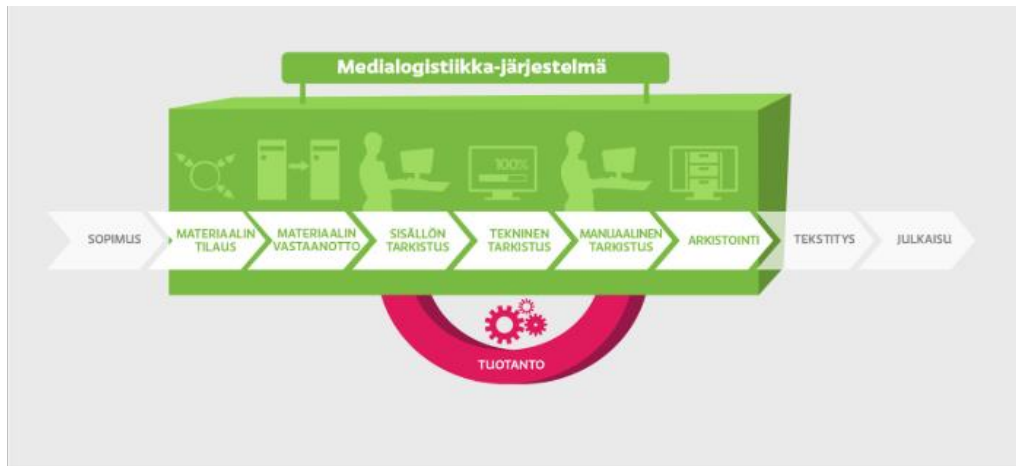 Medialogistiikka-järjestelmä
100%
SOPIMUS
MATERIAALIN
TILAUS
MATERIAALIN
VASTAANOTTO
SISÄLLÖN
TARKISTUS
TEKNINEN
TARKISTUS
MANUAALINEN
TARKISTUS
ARKISTOINTI
TEKSTITYS
JULKAISU
TUOTANTO